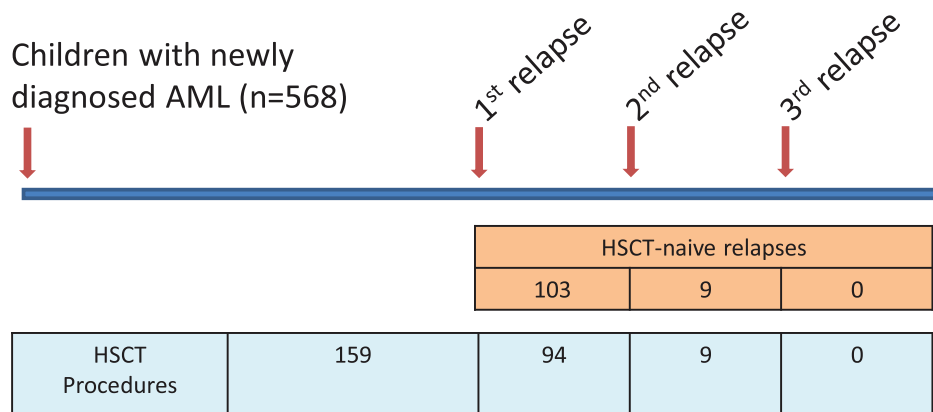 Children with newly
diagnosed AML (n=568)
1st relapse
2nd relapse
3rd relapse
HSCT-naive relapses
103 9 0
HSCT 159 94 9 0
Procedures